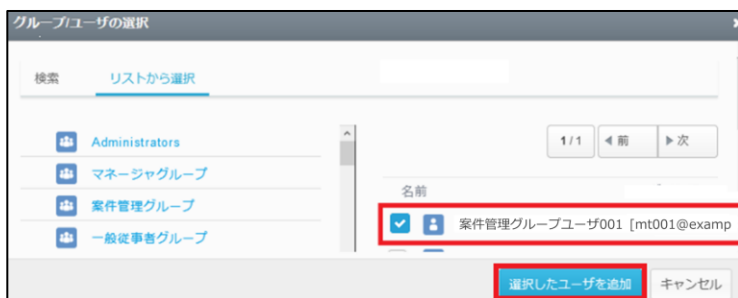 グループ/ユーザの選択
検索 リストから選択
Administrators
マネージャグループ
案件管理グループ
一般従事者グループ
1/1 前 次
名前
案件管理グループユーザ001 [mt001@examp
選択したユーザを追加 キャンセル